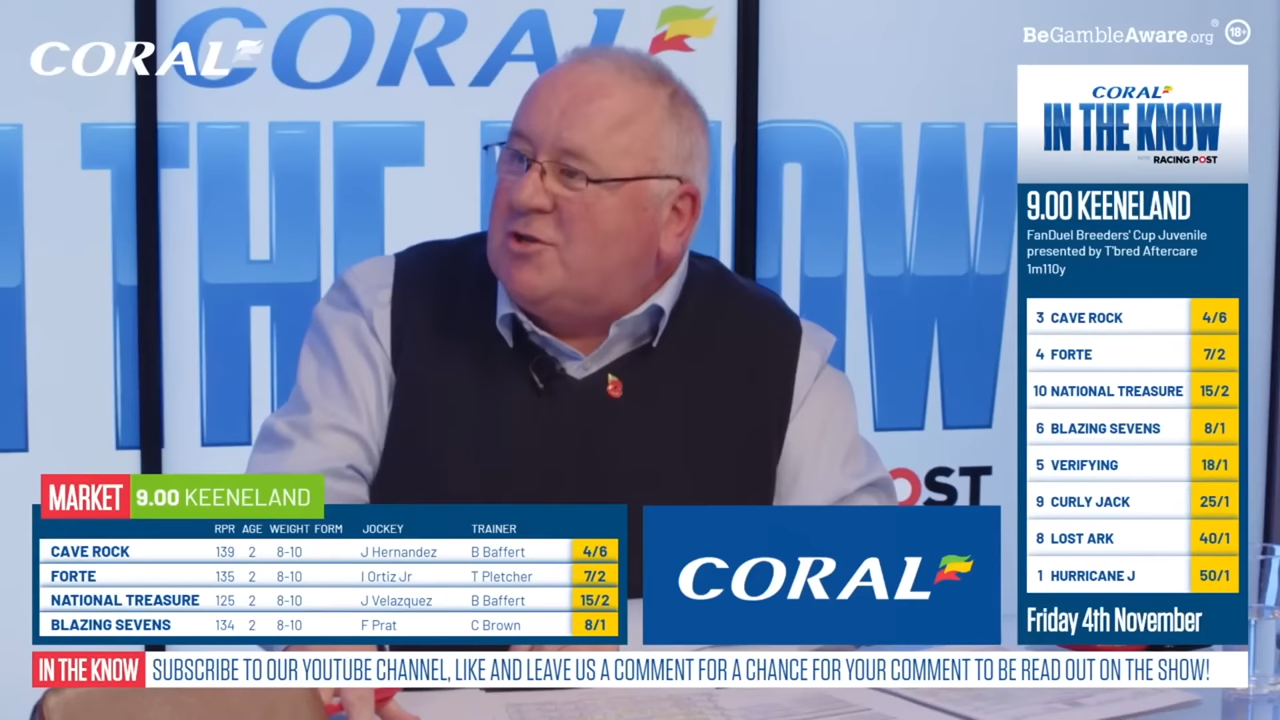 CORAL
CORAL
BeGambleAware.org® 18+
THE KNOW
POST
CORAL
IN THE KNOW
WITH RACING POST
9.00 KEENELAND
FanDuel Breeders' Cup Juvenile
presented by T'bred Aftercare
1m110y
3 CAVE ROCK 4/6
4 FORTE 7/2
10 NATIONAL TREASURE 15/2
6 BLAZING SEVENS 8/1
5 VERIFYING 18/1
9 CURLY JACK 25/1
8 LOST ARK 40/1
1 HURRICANE J 50/1
Friday 4th November
MARKET 9.00 KEENELAND
RPR AGE WEIGHT FORM JOCKEY TRAINER
CAVE ROCK 139 2 8-10 J Hernandez B Baffert 4/6
FORTE 135 2 8-10 I Ortiz Jr T Pletcher 7/2
NATIONAL TREASURE 125 2 8-10 J Velazquez B Baffert 15/2
BLAZING SEVENS 134 2 8-10 F Prat C Brown 8/1
CORAL
IN THE KNOW SUBSCRIBE TO OUR YOUTUBE CHANNEL, LIKE AND LEAVE US A COMMENT FOR A CHANCE FOR YOUR COMMENT TO BE READ OUT ON THE SHOW!